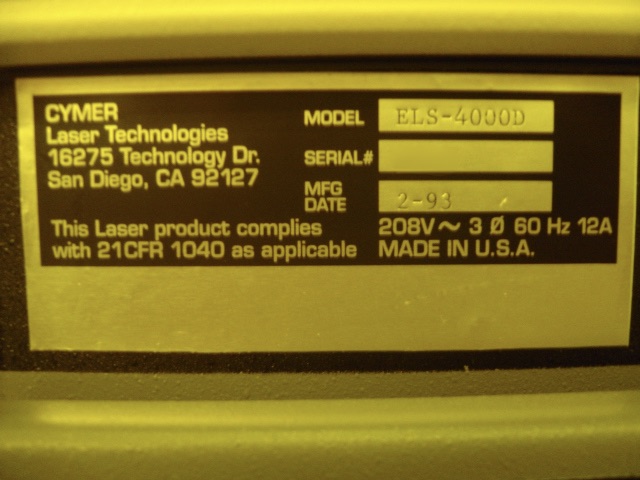 CYMER
Laser Technologies
16275 Technology Dr.
San Diego, CA 92127
MODEL ELS-4000D
SERIAL#
MFG
DATE 2-93
This Laser product complies
with 21CFR 1040 as applicable
208V ~ 3 Ø 60 Hz 12A
MADE IN U.S.A.